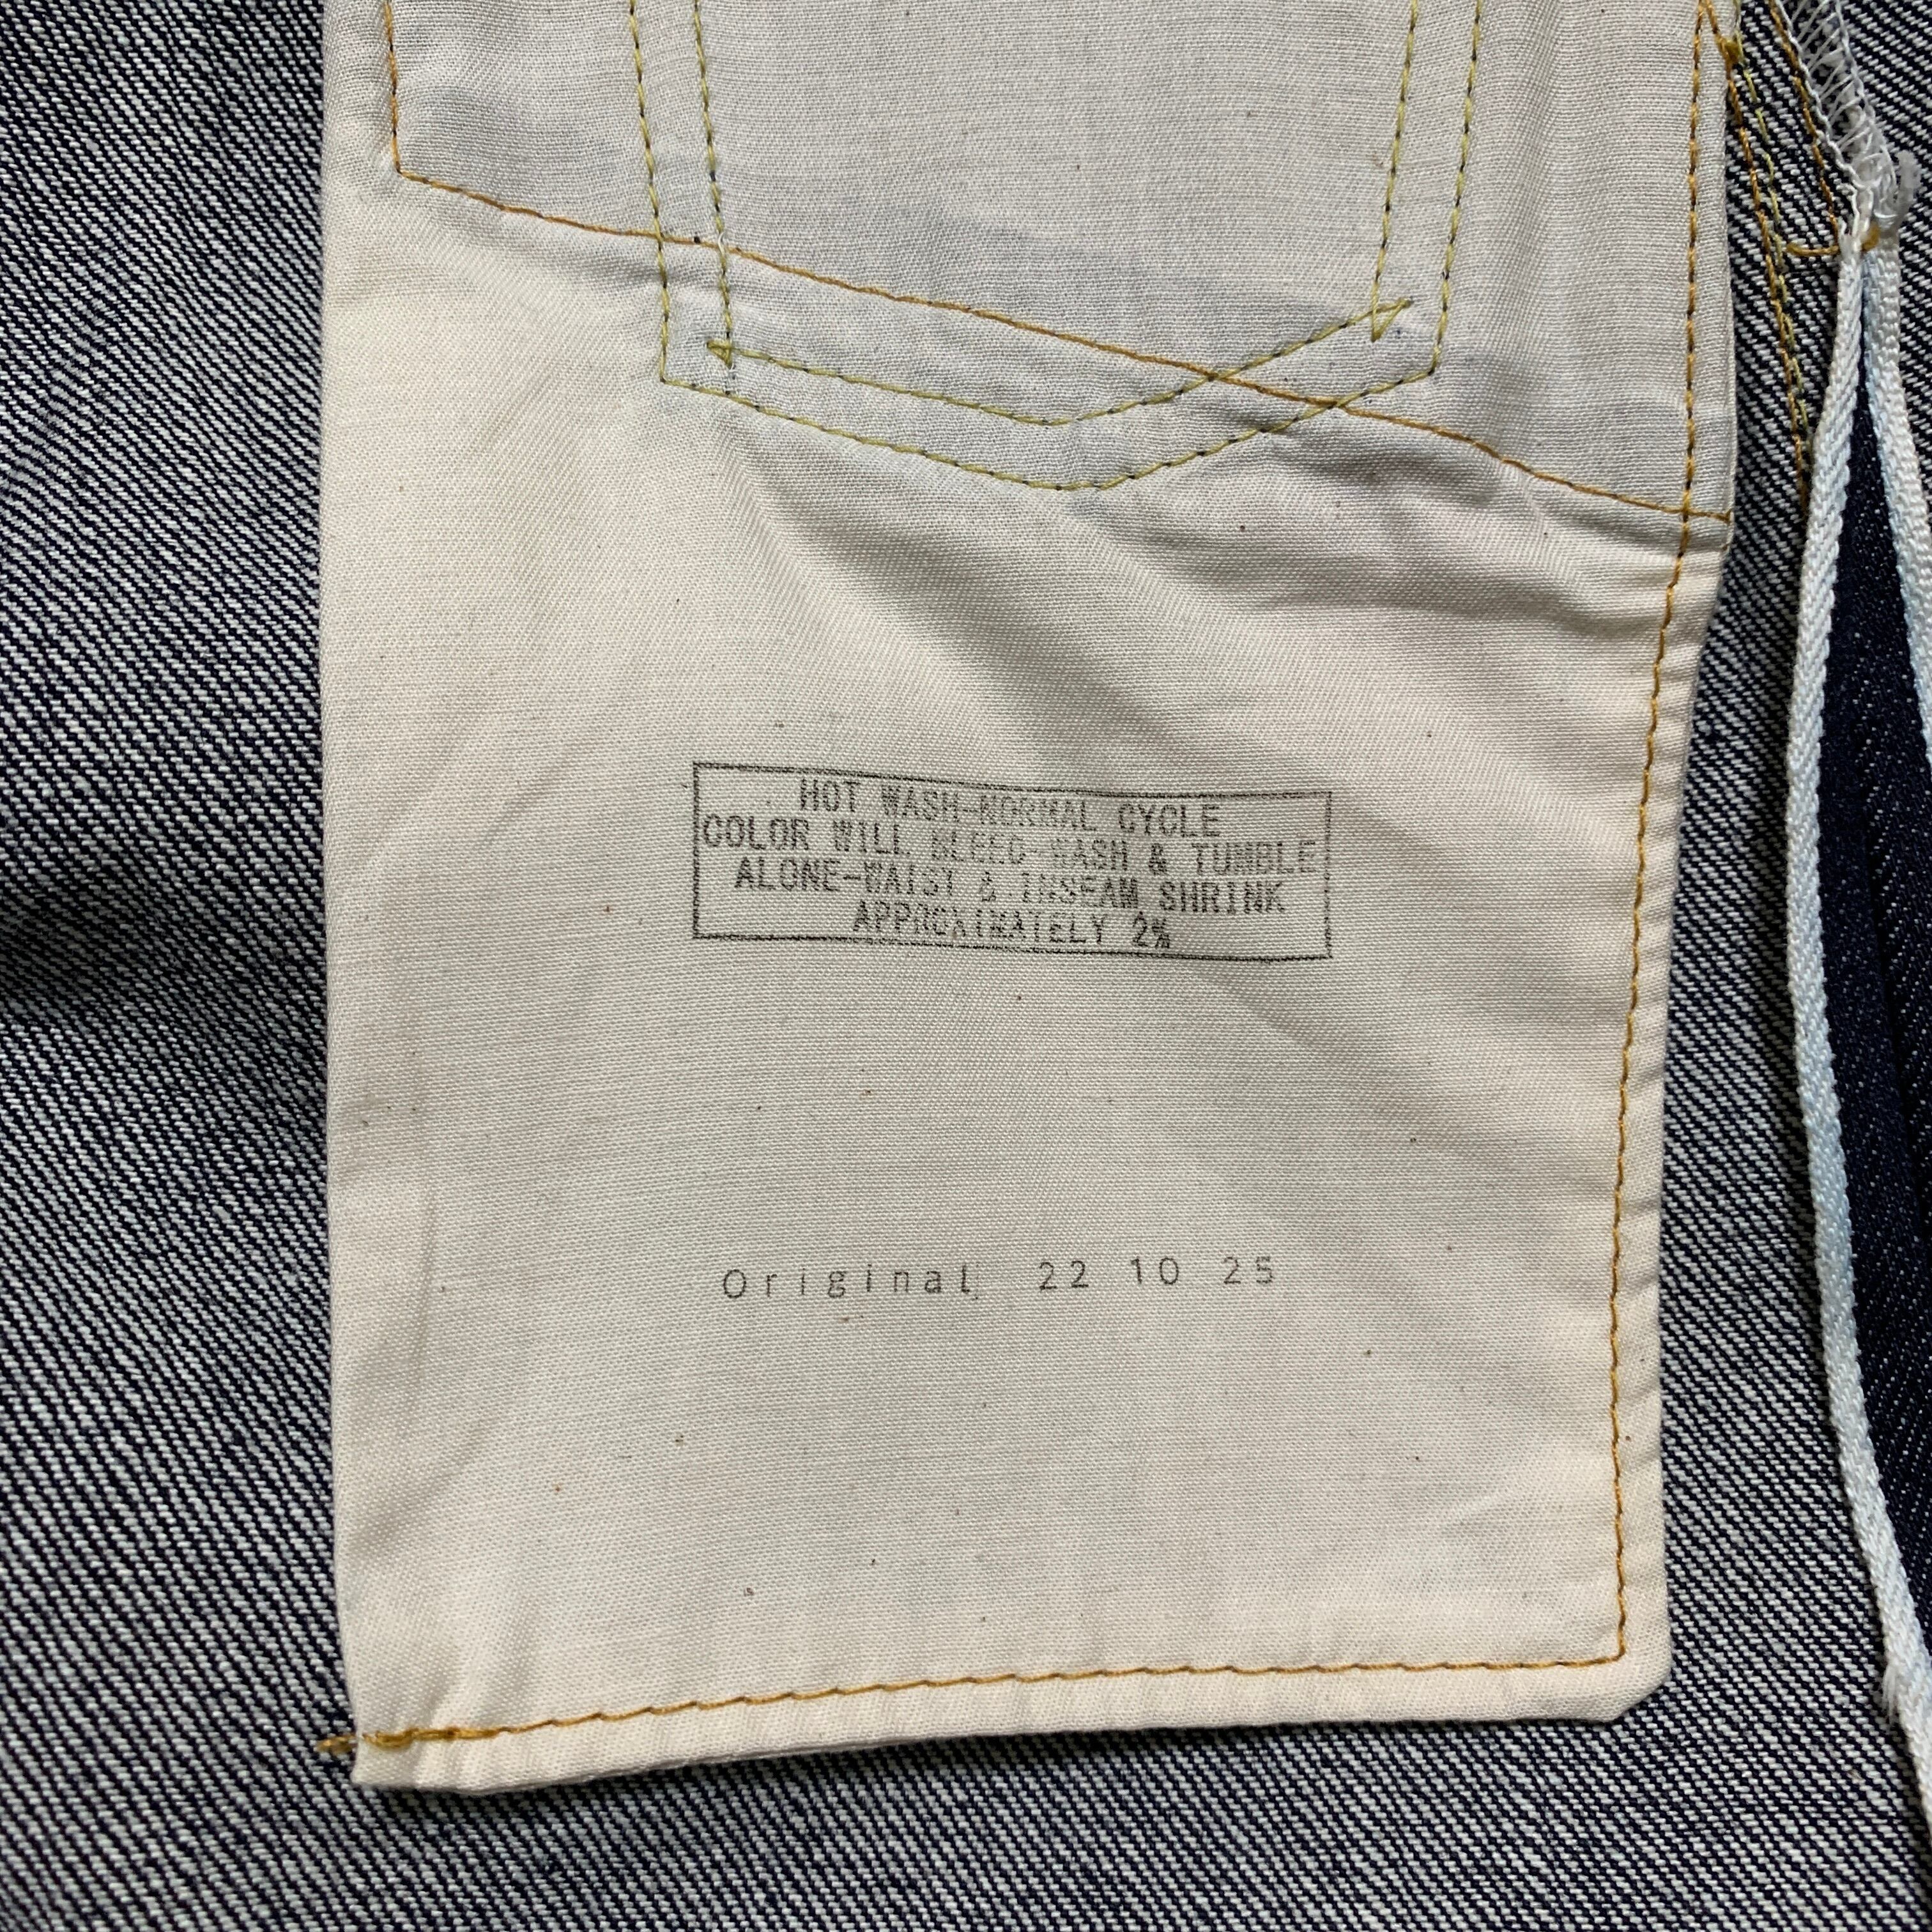 HOT WASH-NORMAL CYCLE
COLOR WILL BLEED-WASH & TUMBLE
ALONE-WAIST & INSEAM SHRINK
APPROXIMATELY 2%
Original 22 10 25